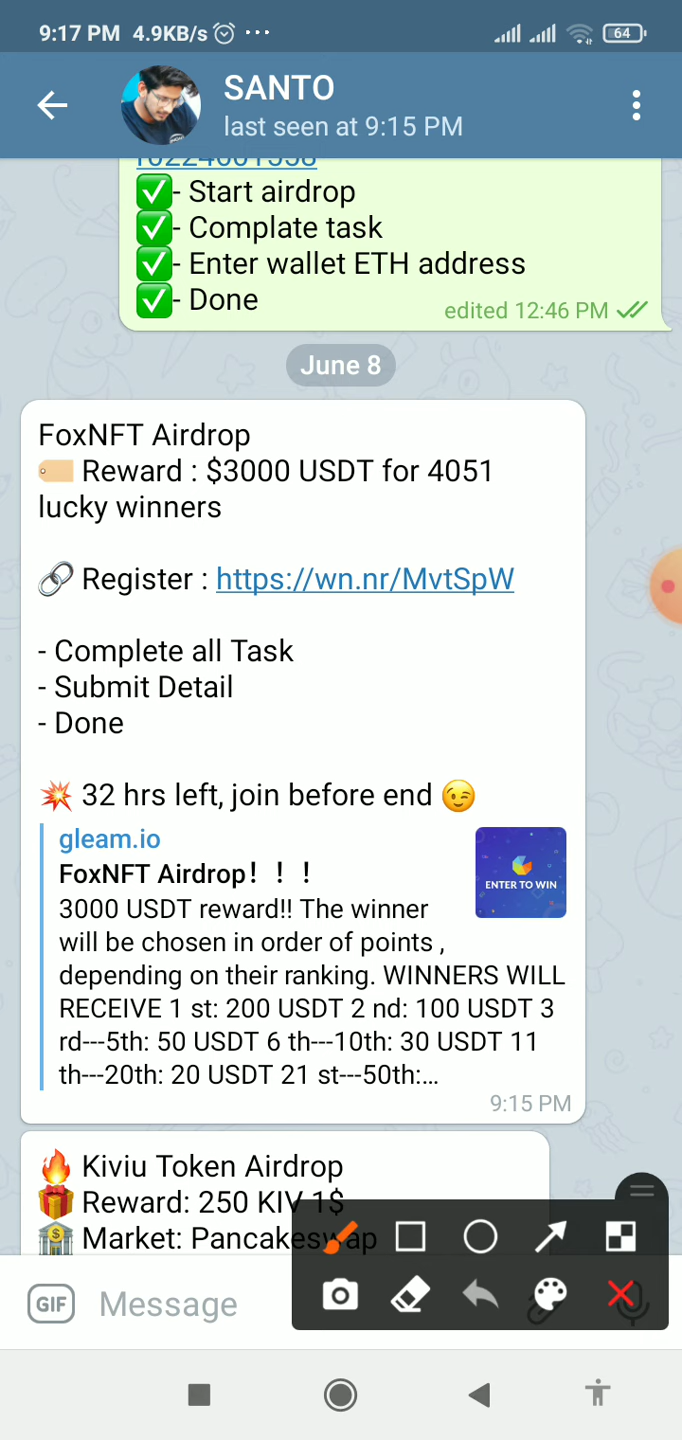 9:17 PM 4.9KB/s ...
64
SANTO
last seen at 9:15 PM
✅- Start airdrop
✅- Complate task
✅- Enter wallet ETH address
✅- Done
edited 12:46 PM
June 8
FoxNFT Airdrop
🏷️ Reward : $3000 USDT for 4051
lucky winners
🔗 Register : https://wn.nr/MvtSpW
- Complete all Task
- Submit Detail
- Done
💥 32 hrs left, join before end 😉
gleam.io
FoxNFT Airdrop！！！
ENTER TO WIN
3000 USDT reward!! The winner
will be chosen in order of points ,
depending on their ranking. WINNERS WILL
RECEIVE 1 st: 200 USDT 2 nd: 100 USDT 3
rd---5th: 50 USDT 6 th---10th: 30 USDT 11
th---20th: 20 USDT 21 st---50th:...
9:15 PM
🔥 Kiviu Token Airdrop
🎁 Reward: 250 KIV 1$
🏦 Market: Pancakeswap
GIF Message